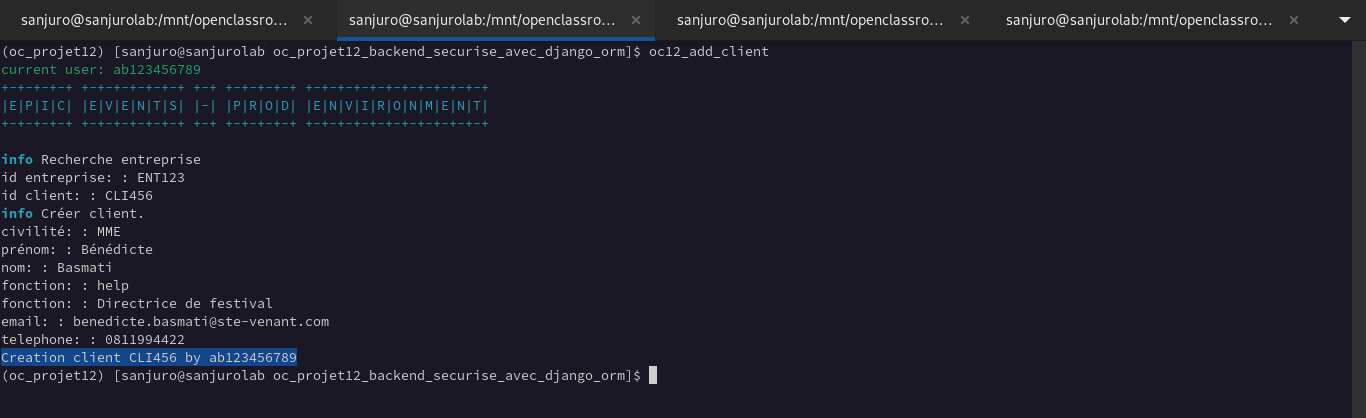 sanjuro@sanjurolab:/mnt/openclassro... × sanjuro@sanjurolab:/mnt/openclassro... × sanjuro@sanjurolab:/mnt/openclassro... × sanjuro@sanjurolab:/mnt/openclassro... ×
(oc_projet12) [sanjuro@sanjurolab oc_projet12_backend_securise_avec_django_orm]$ oc12_add_client
current user: ab123456789
+-+-+-+-+ +-+-+-+-+-+-+ +-+ +-+-+-+-+ +-+-+-+-+-+-+-+-+-+-+-+
|E|P|I|C| |E|V|E|N|T|S| |-| |P|R|O|D| |E|N|V|I|R|O|N|M|E|N|T|
+-+-+-+-+ +-+-+-+-+-+-+ +-+ +-+-+-+-+ +-+-+-+-+-+-+-+-+-+-+-+
info Recherche entreprise
id entreprise: : ENT123
id client: : CLI456
info Créer client.
civilité: : MME
prénom: : Bénédicte
nom: : Basmati
fonction: : help
fonction: : Directrice de festival
email: : benedicte.basmati@ste-venant.com
telephone: : 0811994422
Creation client CLI456 by ab123456789
(oc_projet12) [sanjuro@sanjurolab oc_projet12_backend_securise_avec_django_orm]$